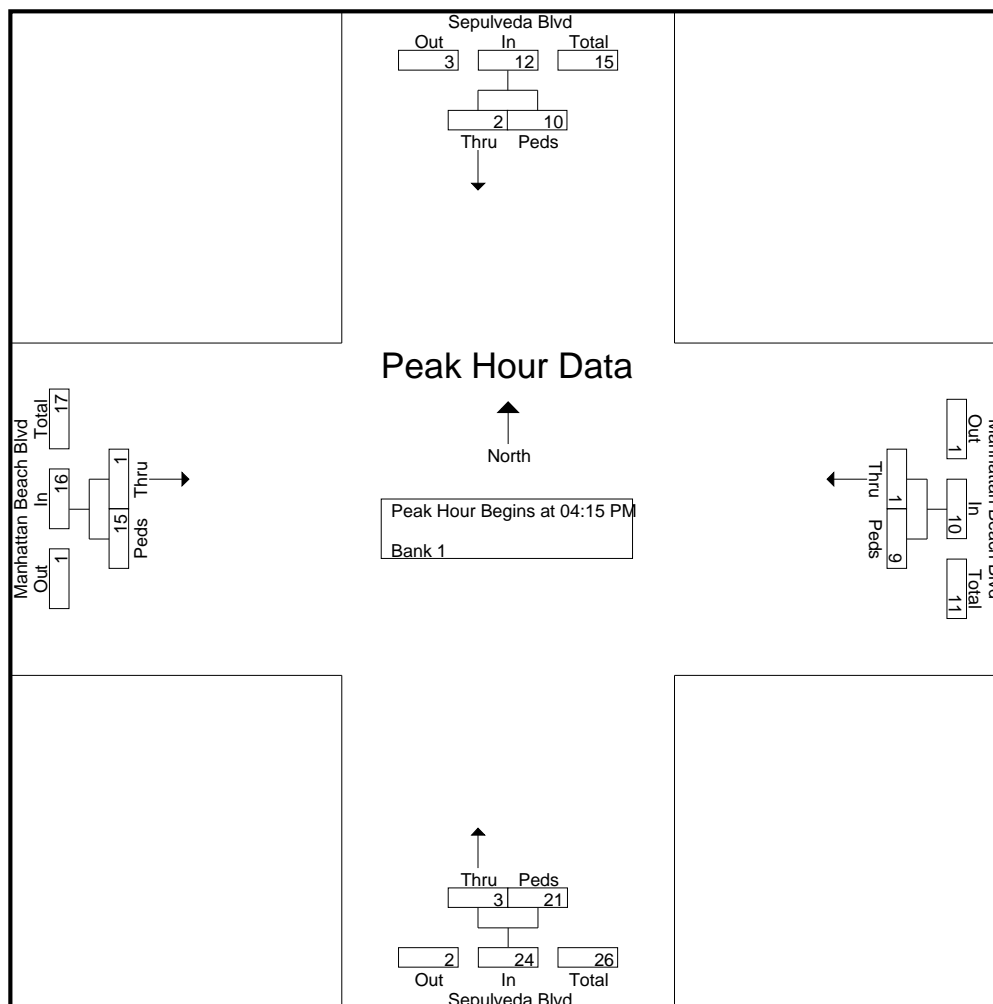 Sepulveda Blvd
Out In Total
3 12 15
2 10
Thru Peds
Peak Hour Data
North
Peak Hour Begins at 04:15 PM
Bank 1
Manhattan Beach Blvd
Total In Out
17 16 1
1 15
Thru Peds
Manhattan Beach Blvd
Out In Total
1 10 11
1 9
Thru Peds
Thru Peds
3 21
2 24 26
Out In Total
Sepulveda Blvd